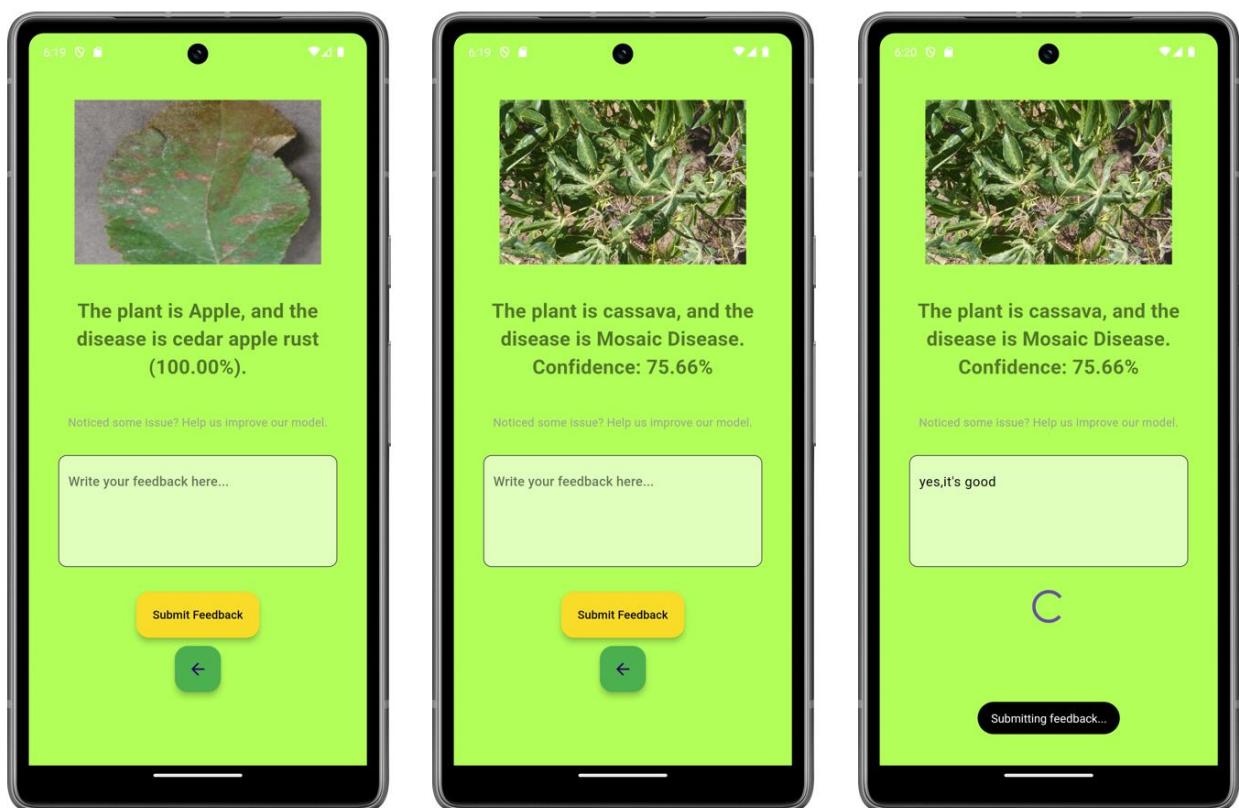 6:19
The plant is Apple, and the
disease is cedar apple rust
(100.00%).
Noticed some issue? Help us improve our model.
Write your feedback here...
Submit Feedback
6:19
The plant is cassava, and the
disease is Mosaic Disease.
Confidence: 75.66%
Noticed some issue? Help us improve our model.
Write your feedback here...
Submit Feedback
6:20
The plant is cassava, and the
disease is Mosaic Disease.
Confidence: 75.66%
Noticed some issue? Help us improve our model.
yes,it's good
Submitting feedback...